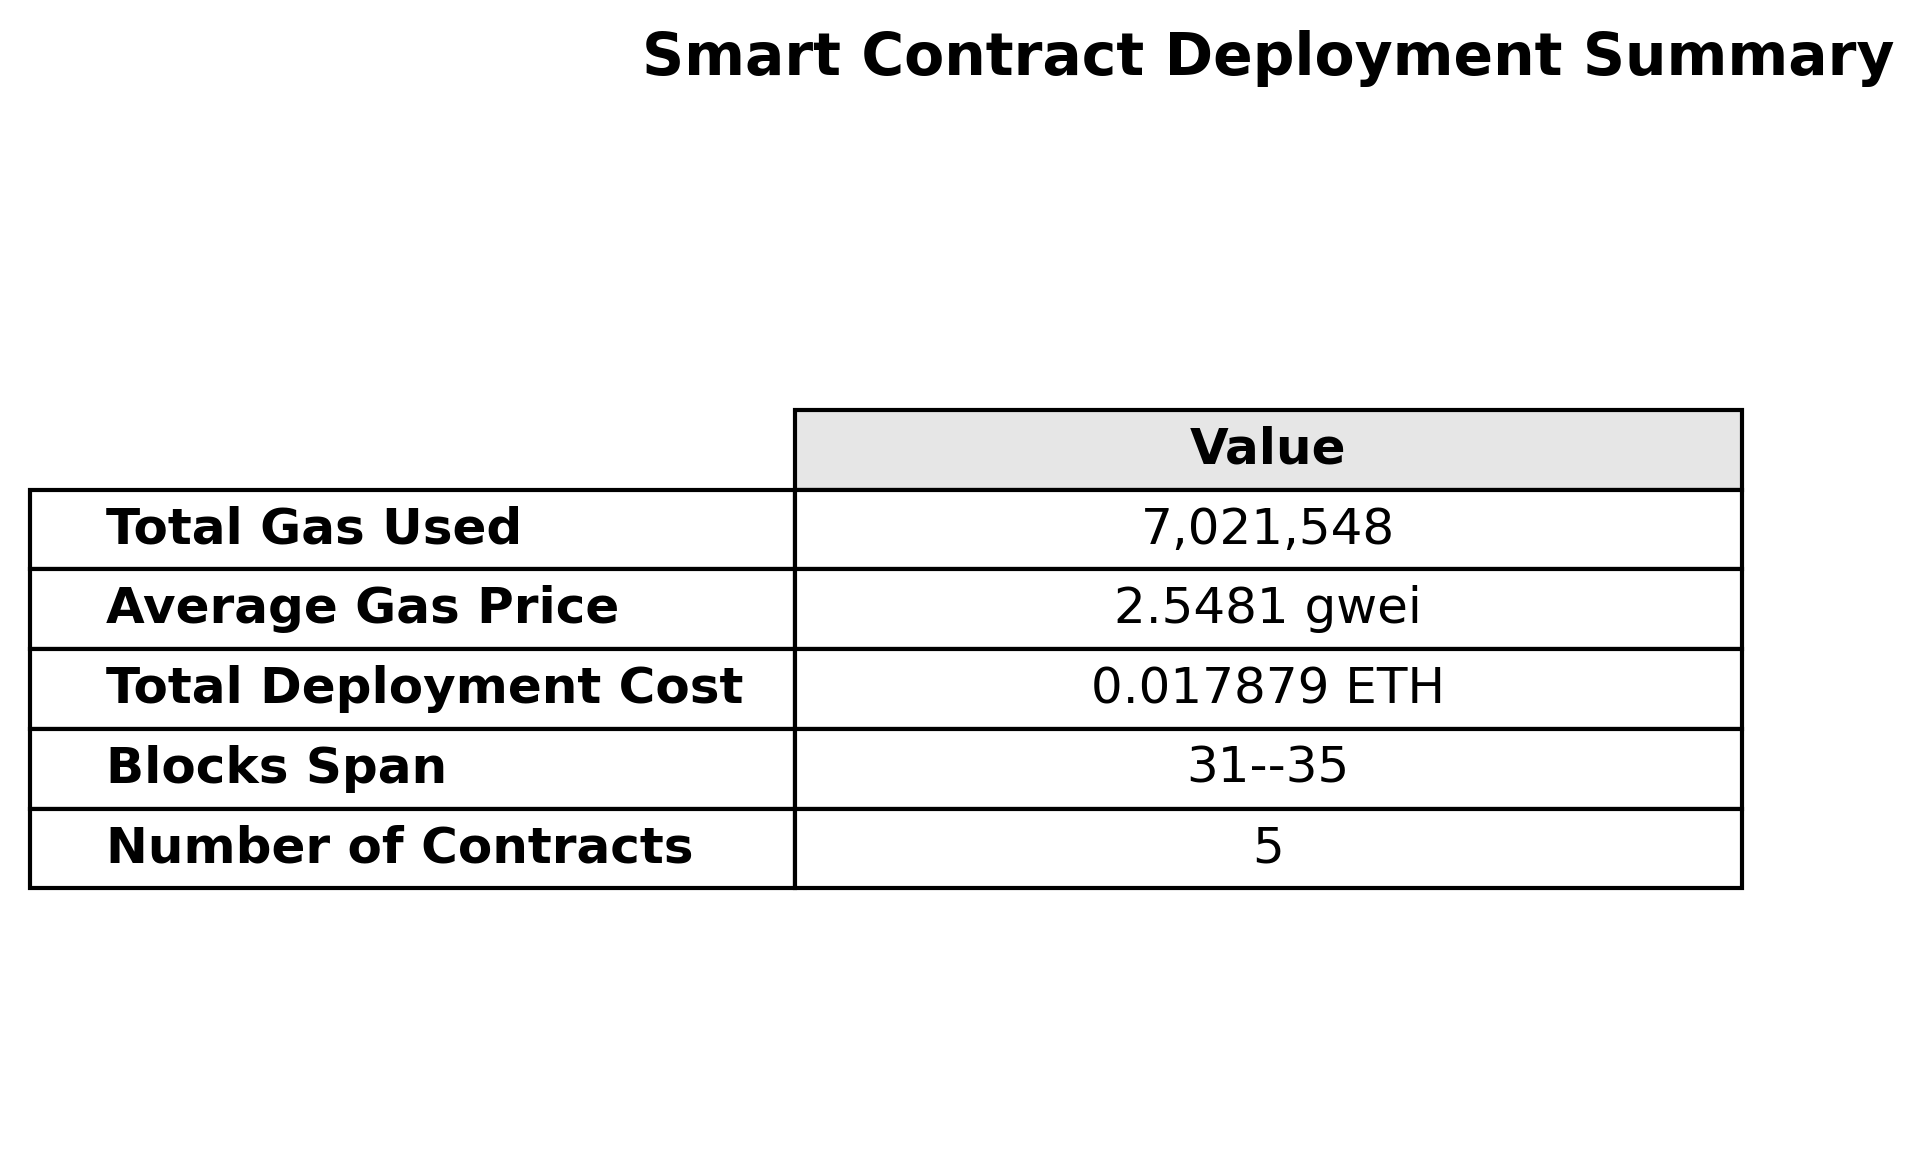 Smart Contract Deployment Summary
Value
Total Gas Used 7,021,548
Average Gas Price 2.5481 gwei
Total Deployment Cost 0.017879 ETH
Blocks Span 31--35
Number of Contracts 5